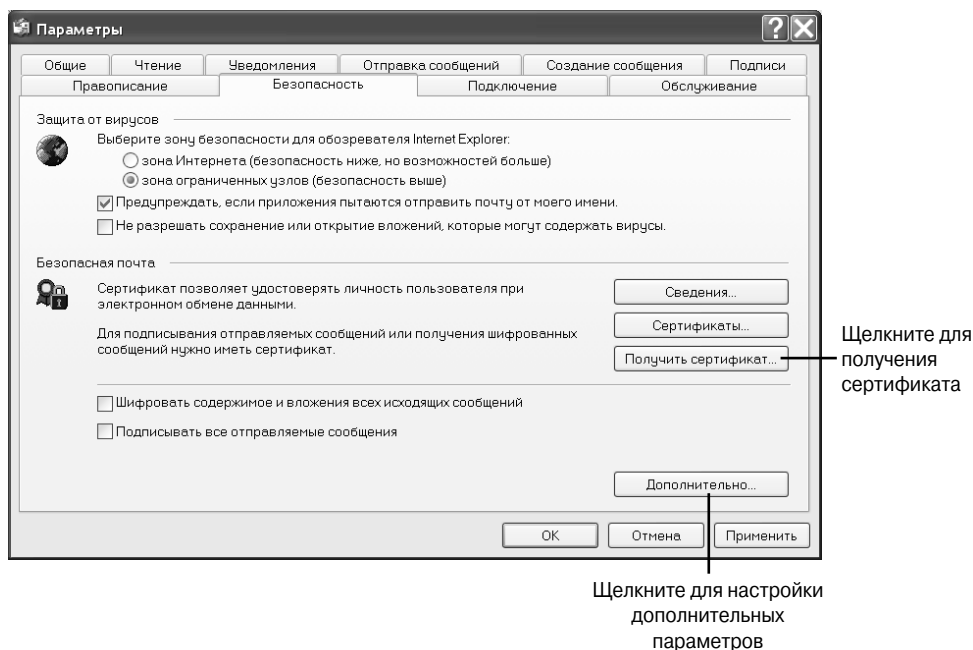 Параметры
Общие
Чтение
Уведомления
Отправка сообщений
Создание сообщения
Подписи
Правописание
Безопасность
Подключение
Обслуживание
Защита от вирусов
Выберите зону безопасности для обозревателя Internet Explorer:
зона Интернета (безопасность ниже, но возможностей больше)
зона ограниченных узлов (безопасность выше)
Предупреждать, если приложения пытаются отправить почту от моего имени.
Не разрешать сохранение или открытие вложений, которые могут содержать вирусы.
Безопасная почта
Сертификат позволяет удостоверять личность пользователя при
электронном обмене данными.
Сведения...
Для подписывания отправляемых сообщений или получения шифрованных
сообщений нужно иметь сертификат.
Сертификаты...
Получить сертификат...
Щелкните для
получения
сертификата
Шифровать содержимое и вложения всех исходящих сообщений
Подписывать все отправляемые сообщения
Дополнительно...
OK
Отмена
Применить
Щелкните для настройки
дополнительных
параметров